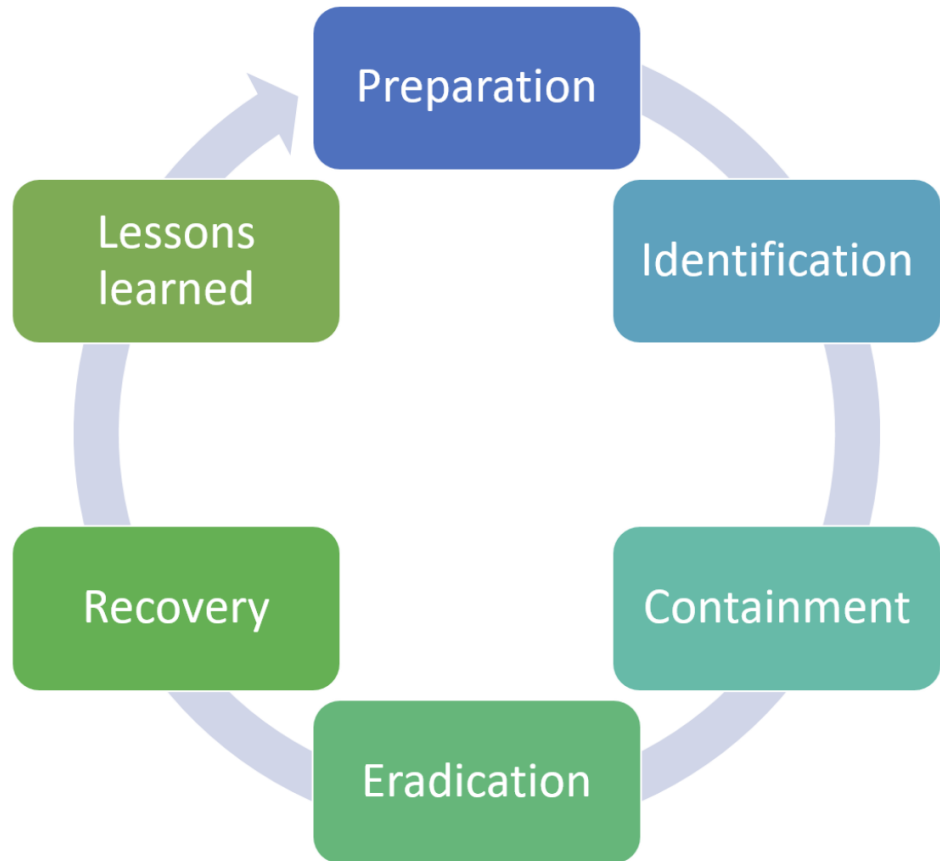 Preparation
Identification
Containment
Eradication
Recovery
Lessons
learned